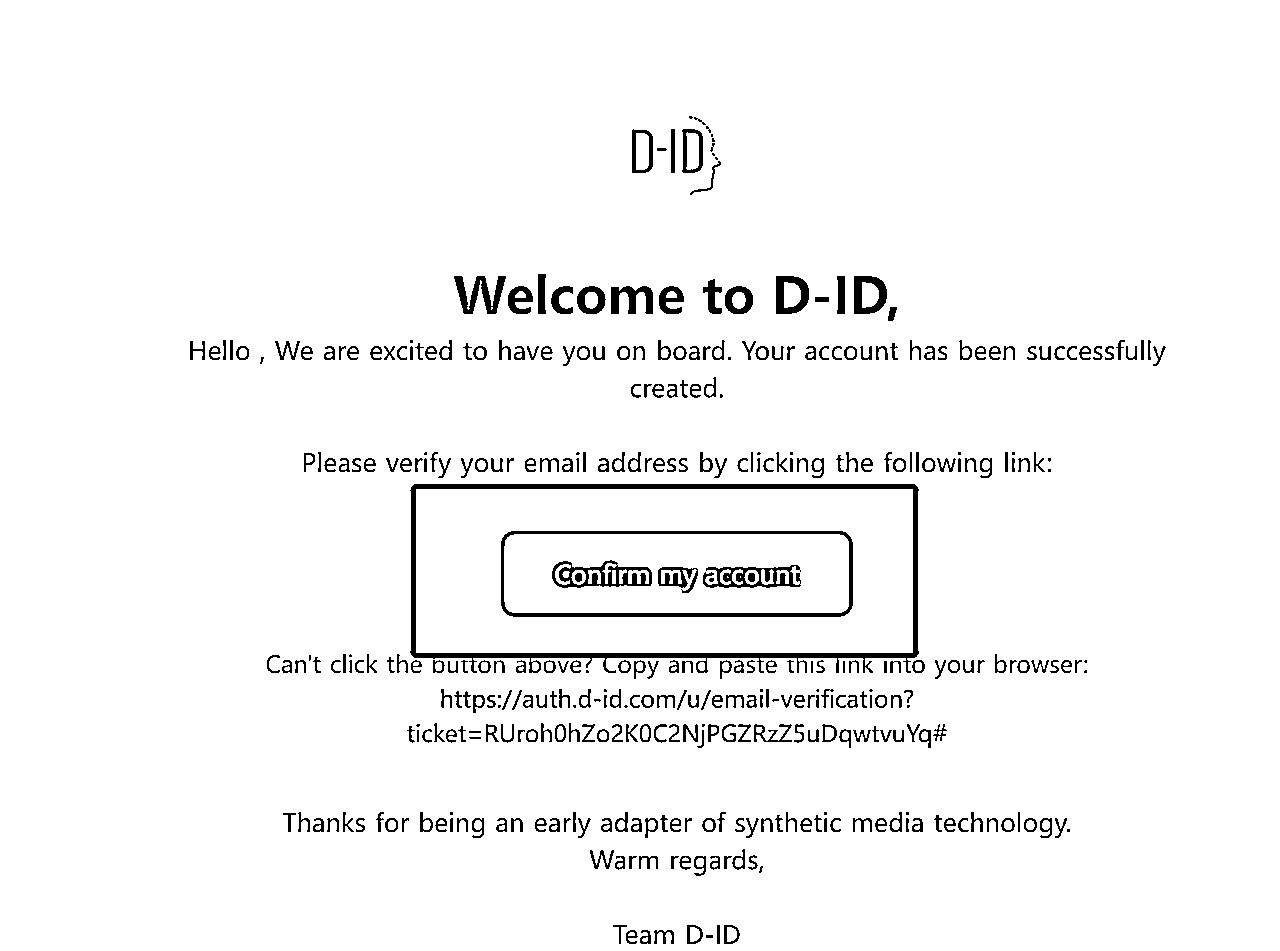 D-ID
Welcome to D-ID,
Hello , We are excited to have you on board. Your account has been successfully
created.
Please verify your email address by clicking the following link:
Confirm my account
Can't click the button above? Copy and paste this link into your browser:
https://auth.d-id.com/u/email-verification?
ticket=RUroh0hZo2K0C2NjPGZRzZ5uDqwtvuYq#
Thanks for being an early adapter of synthetic media technology.
Warm regards,
Team D-ID